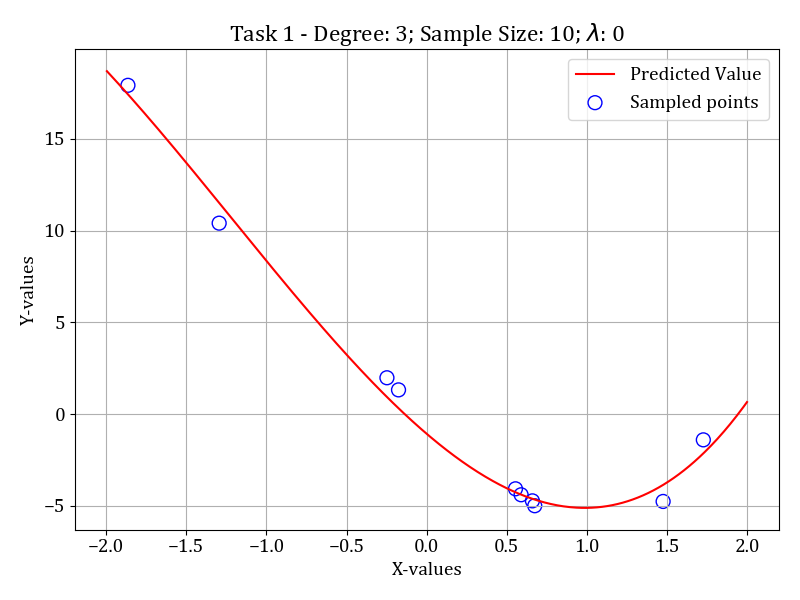 Task 1 - Degree: 3; Sample Size: 10; λ: 0
Predicted Value
Sampled points
15
10
5
0
−5
Y-values
−2.0 −1.5 −1.0 −0.5 0.0 0.5 1.0 1.5 2.0
X-values